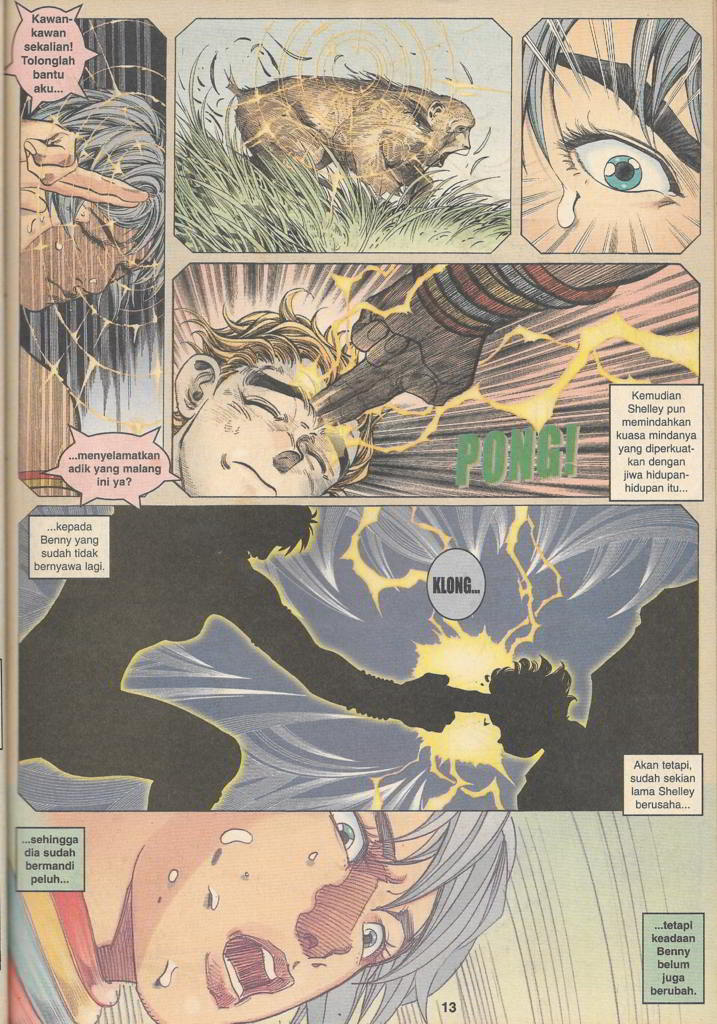 Kawan-
kawan
sekalian!
Tolonglah
bantu
aku...
...menyelamatkan
adik yang malang
ini ya?
PONG!
Kemudian
Shelley pun
memindahkan
kuasa mindanya
yang diperkuat-
kan dengan
jiwa hidupan-
hidupan itu...
...kepada
Benny yang
sudah tidak
bernyawa lagi.
KLONG...
Akan tetapi,
sudah sekian
lama Shelley
berusaha...
...sehingga
dia sudah
bermandi
peluh...
...tetapi
keadaan
Benny
belum
juga
berubah.
13